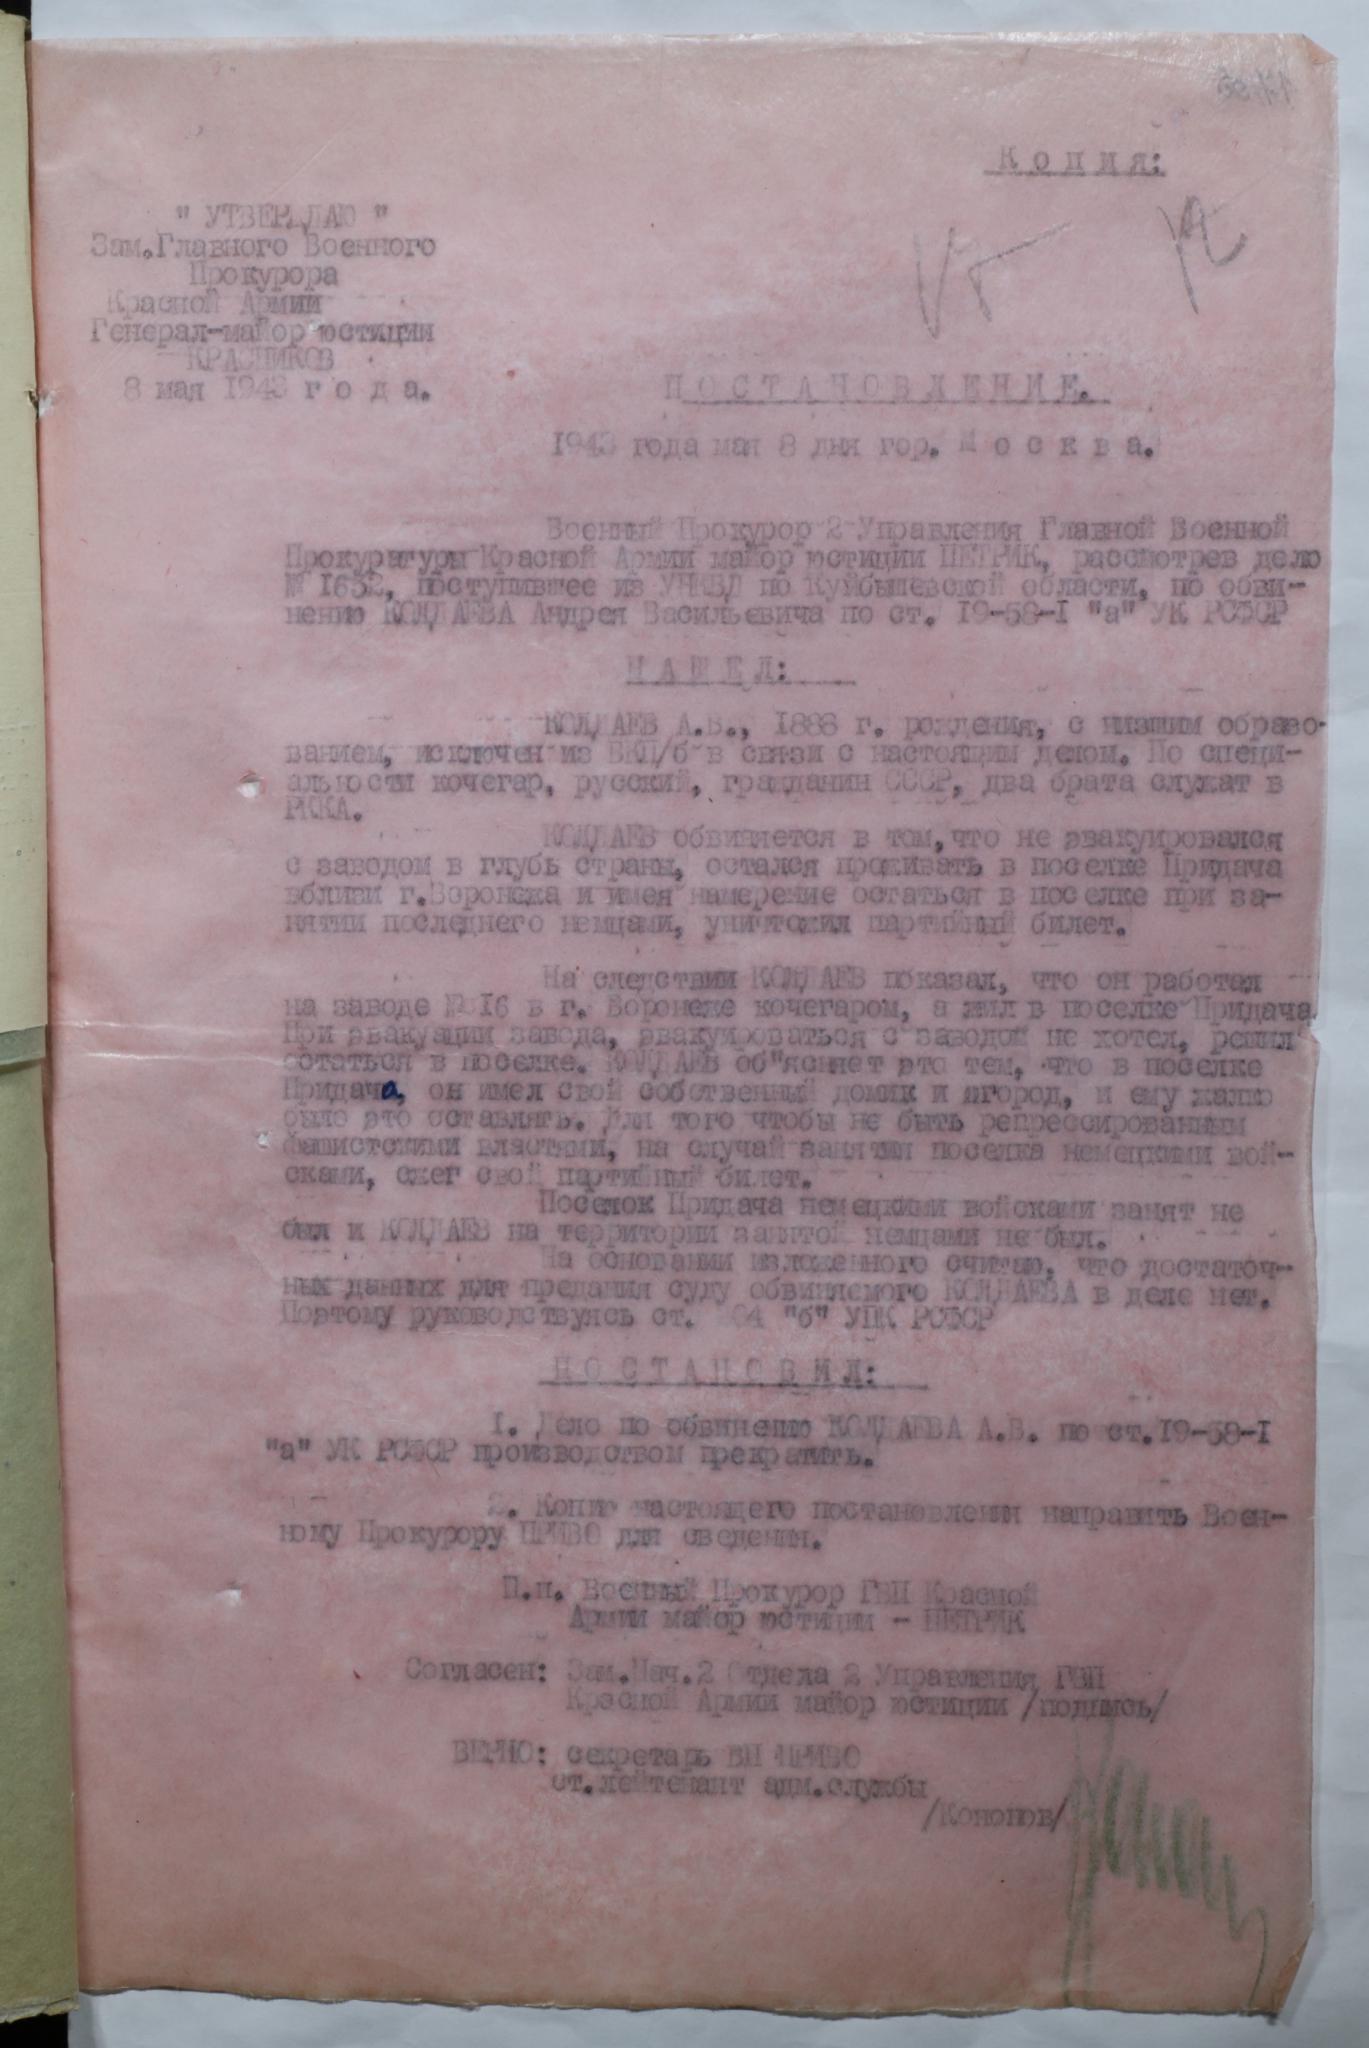 К о п и я:
" УТВЕРЖДАЮ "
Зам.Главного Военного
Прокурора
Красной Армии
Генерал-майор юстиции
КРАСНИКОВ
8 мая 1943 г о д а.
П О С Т А Н О В Л Е Н И Е.
1943 года мая 8 дня гор. М о с к в а.
Военный Прокурор 2 Управления Главной Военной
Прокуратуры Красной Армии майор юстиции ПЕТРИК, рассмотрев дело
№ 1632, поступившее из УНКВД по Куйбышевской области, по обви-
нению КОЛДАЕВА Андрея Васильевича по ст. 19-58-I "а" УК РСФСР
Н А Ш Е Л:
КОЛДАЕВ А.В., 1888 г. рождения, с низшим образо-
ванием, исключен из ВКП/б в связи с настоящим делом. По специ-
альности кочегар, русский, гражданин СССР, два брата служат в
РККА.
КОЛДАЕВ обвиняется в том,что не эвакуировался
с заводом в глубь страны, остался проживать в поселке Придача
вблизи г.Воронежа и имея намерение остаться в поселке при за-
нятии последнего немцами, уничтожил партийный билет.
На следствии КОЛДАЕВ показал, что он работал
на заводе № 16 в г. Воронеже кочегаром, а жил в поселке Придача.
При эвакуации завода, эвакуироваться с заводом не хотел, решил
остаться в поселке. КОЛДАЕВ об"ясняет это тем, что в поселке
Придача, он имел свой собственный домик и огород, и ему жалко
было это оставлять. Для того чтобы не быть репрессированным
фашистскими властями, на случай занятия поселка немецкими вой-
сками, сжег свой партийный билет.
Поселок Придача немецкими войсками занят не
был и КОЛДАЕВ на территории занятой немцами не был.
На основании изложенного считаю, что достаточ-
ных данных для предания суду обвиняемого КОЛДАЕВА в деле нет.
Поэтому руководствуясь ст. 204 "б" УПК РСФСР
П О С Т А Н О В И Л:
1. Дело по обвинению КОЛДАЕВА А.В. по ст.19-58-I
"а" УК РСФСР производством прекратить.
2. Копию настоящего постановления направить Воен-
ному Прокурору ПРИВО для сведения.
П.п. Военный Прокурор ГВП Красной
Армии майор юстиции - ПЕТРИК
Согласен: Зам.Нач.2 Отдела 2 Управления ГВП
Красной Армии майор юстиции /подпись/
ВЕРНО: секретарь ВП ПРИВО
ст.лейтенант адм.службы
/Кононов/